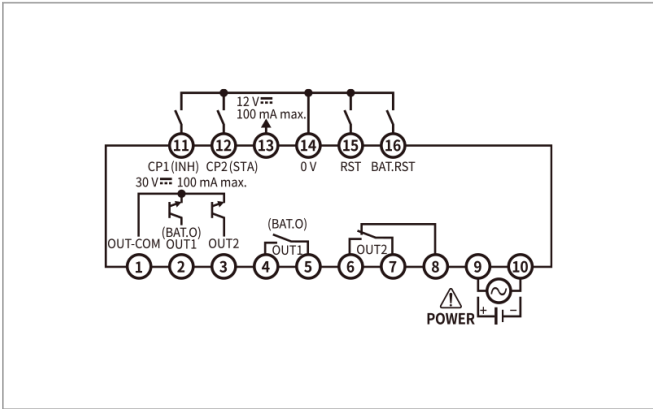 12 V⎓
100 mA max.
11 12 13 14 15 16
CP1(INH) CP2(STA) 0 V RST BAT.RST
30 V⎓ 100 mA max.
(BAT.O) (BAT.O)
OUT-COM OUT1 OUT2 OUT1 OUT2
1 2 3 4 5 6 7 8 9 10
+ −
POWER